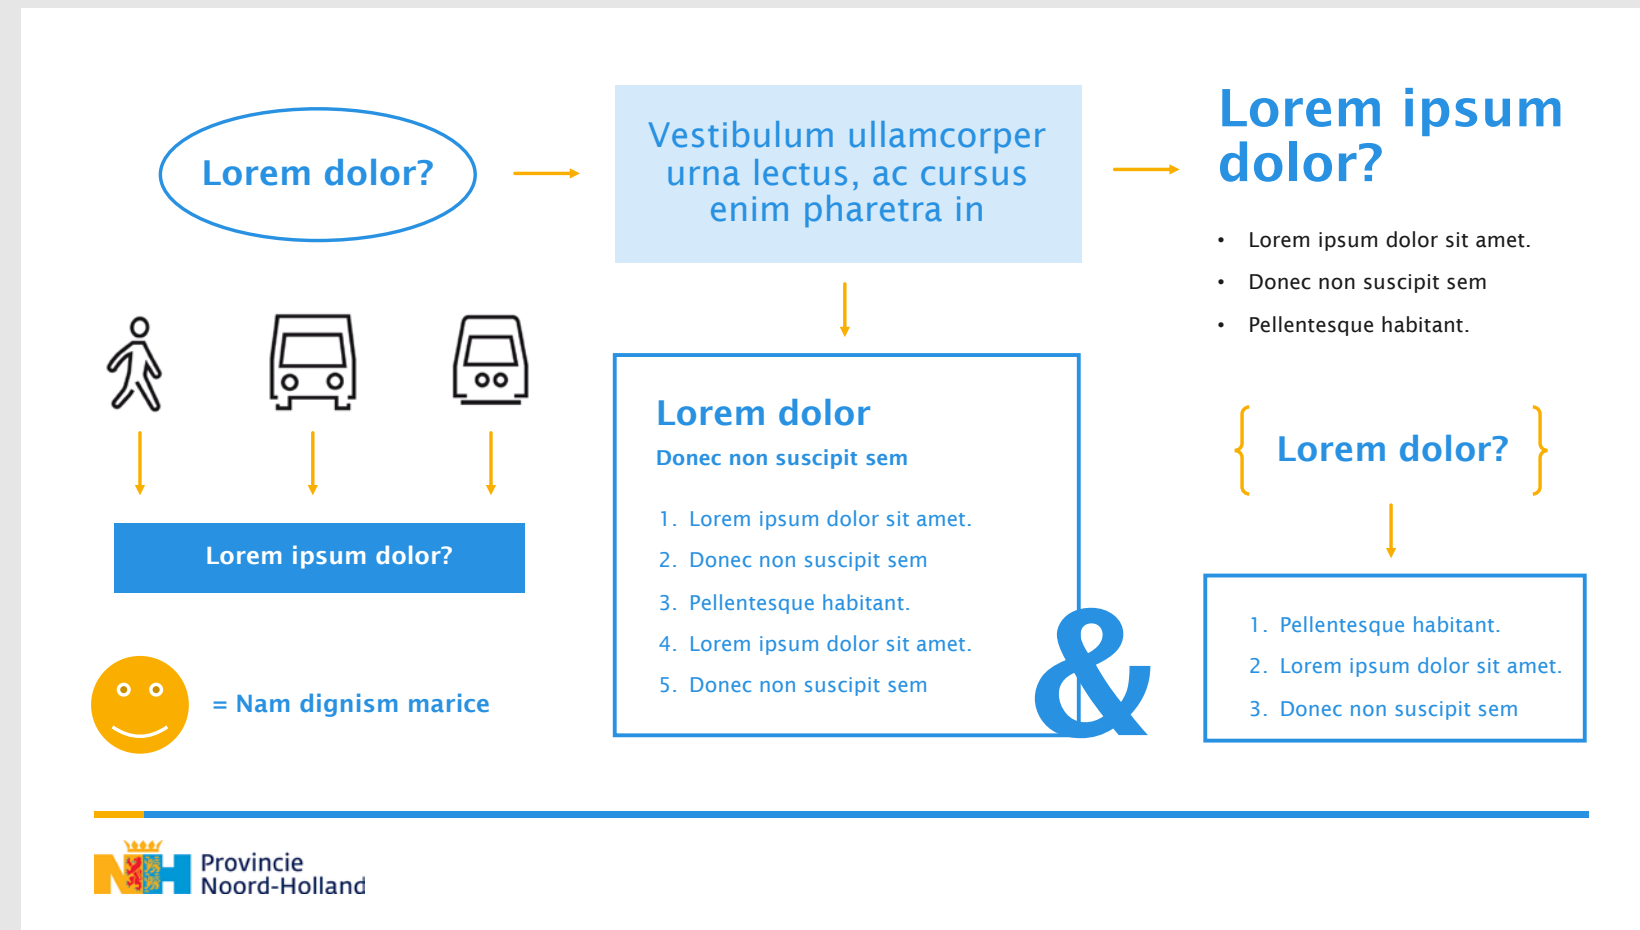 Lorem dolor?
Vestibulum ullamcorper
urna lectus, ac cursus
enim pharetra in
Lorem ipsum
dolor?
• Lorem ipsum dolor sit amet.
• Donec non suscipit sem
• Pellentesque habitant.
Lorem ipsum dolor?
= Nam dignism marice
Lorem dolor
Donec non suscipit sem
1. Lorem ipsum dolor sit amet.
2. Donec non suscipit sem
3. Pellentesque habitant.
4. Lorem ipsum dolor sit amet.
5. Donec non suscipit sem
&
{ Lorem dolor? }
1. Pellentesque habitant.
2. Lorem ipsum dolor sit amet.
3. Donec non suscipit sem
NH
Provincie
Noord-Holland